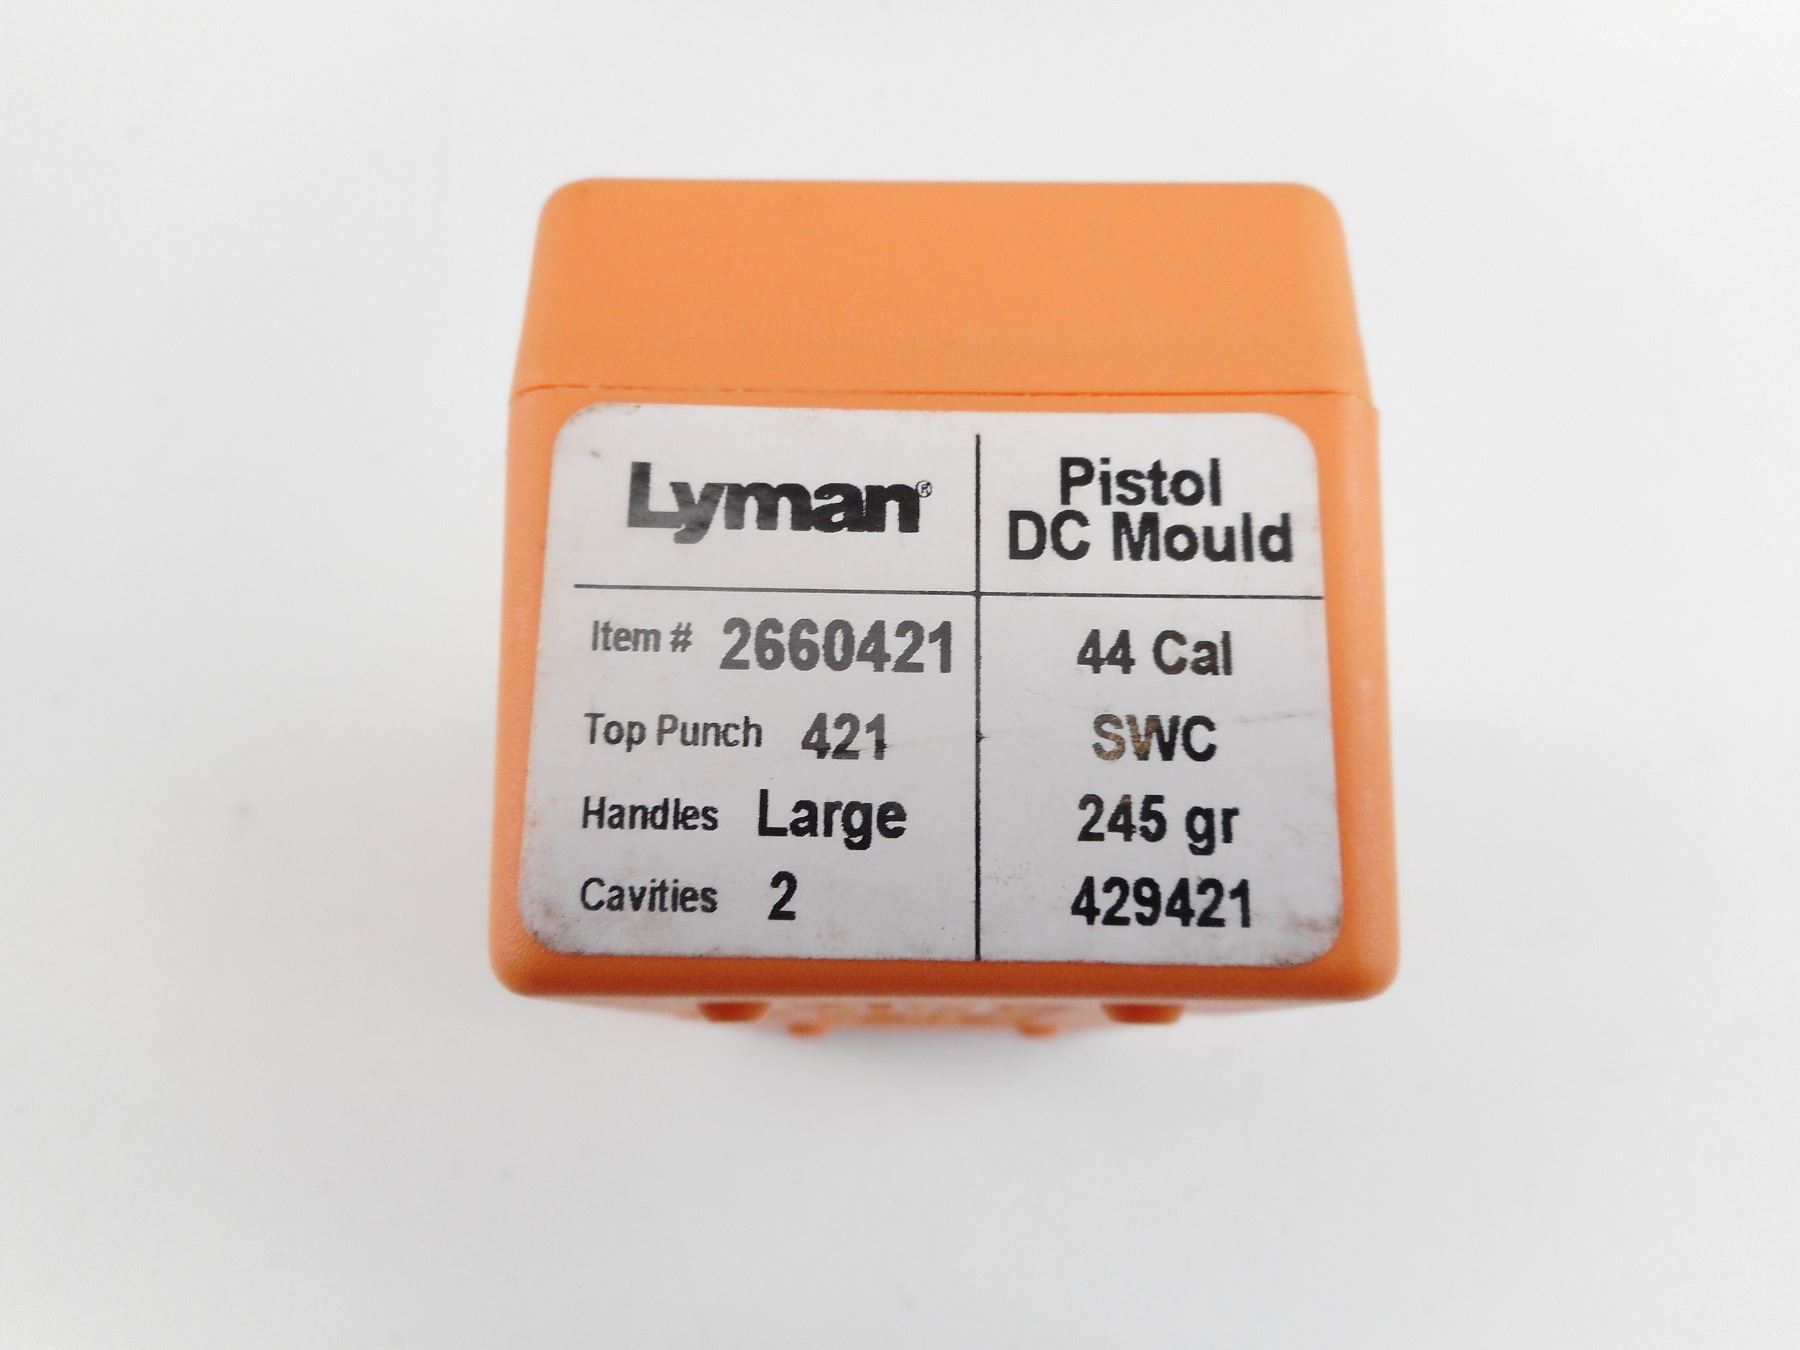 Lyman®
Pistol
DC Mould
Item # 2660421
44 Cal
Top Punch 421
SWC
Handles Large
245 gr
Cavities 2
429421